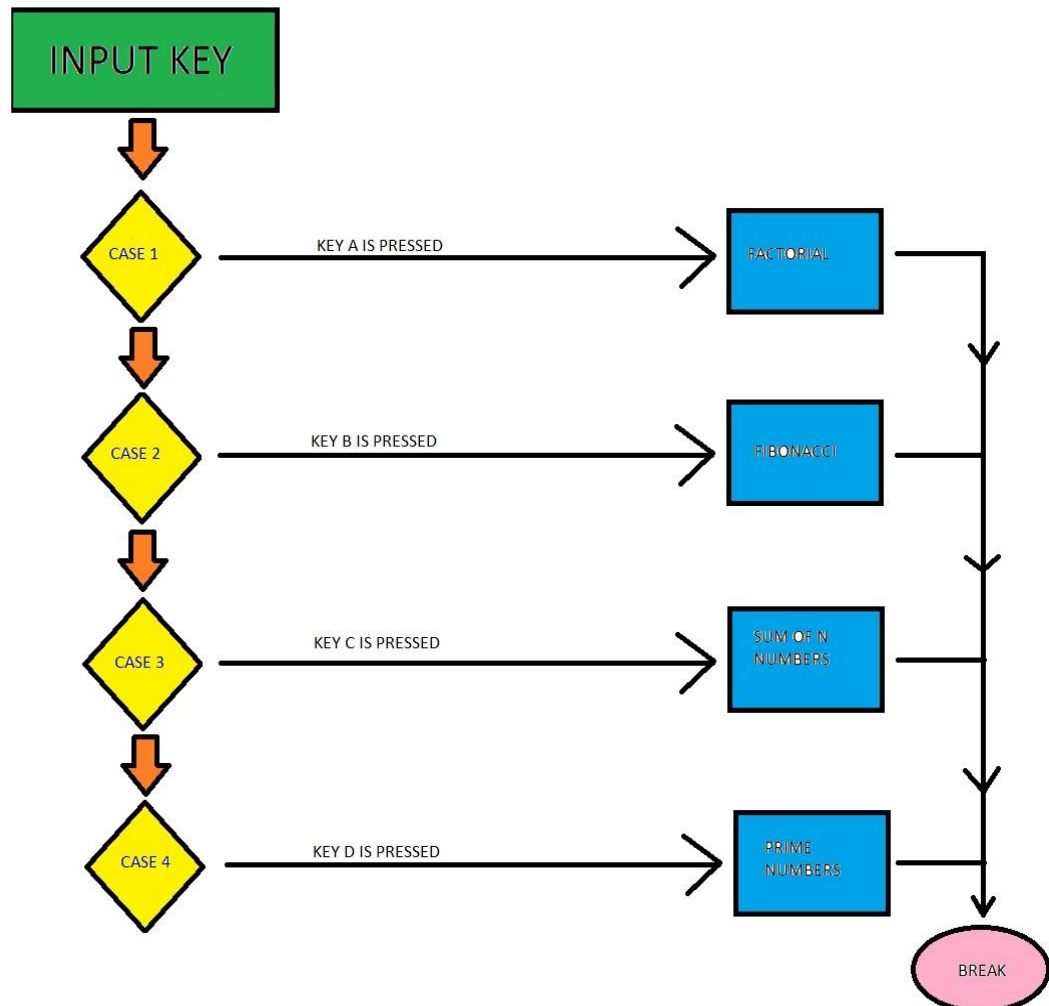 INPUT KEY
CASE 1
KEY A IS PRESSED
FACTORIAL
CASE 2
KEY B IS PRESSED
FIBONACCI
CASE 3
KEY C IS PRESSED
SUM OF N
NUMBERS
CASE 4
KEY D IS PRESSED
PRIME
NUMBERS
BREAK